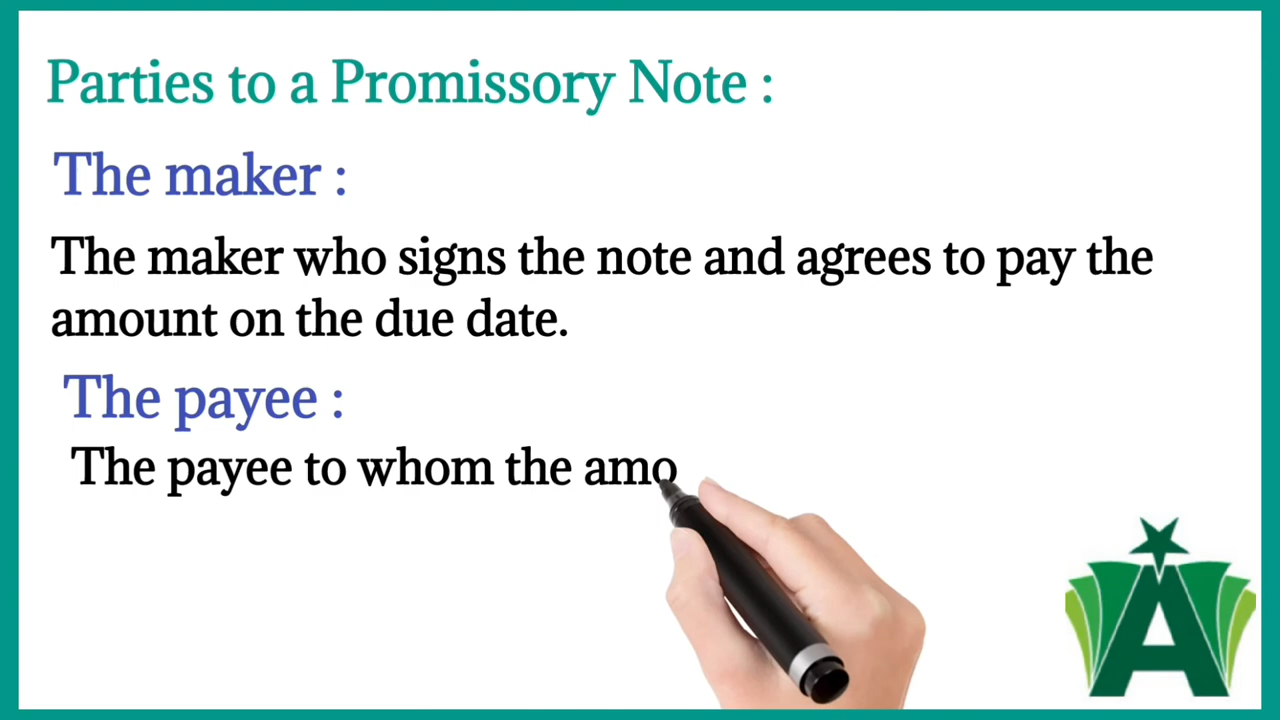 Parties to a Promissory Note :
The maker :
The maker who signs the note and agrees to pay the
amount on the due date.
The payee :
The payee to whom the amo
A